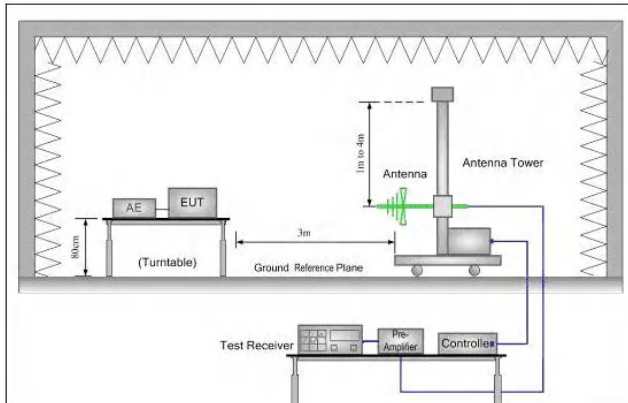 1m to 4m
Antenna
Antenna Tower
AE
EUT
80cm
(Turntable)
3m
Ground Reference Plane
Test Receiver
Pre-
Amplifier
Controller